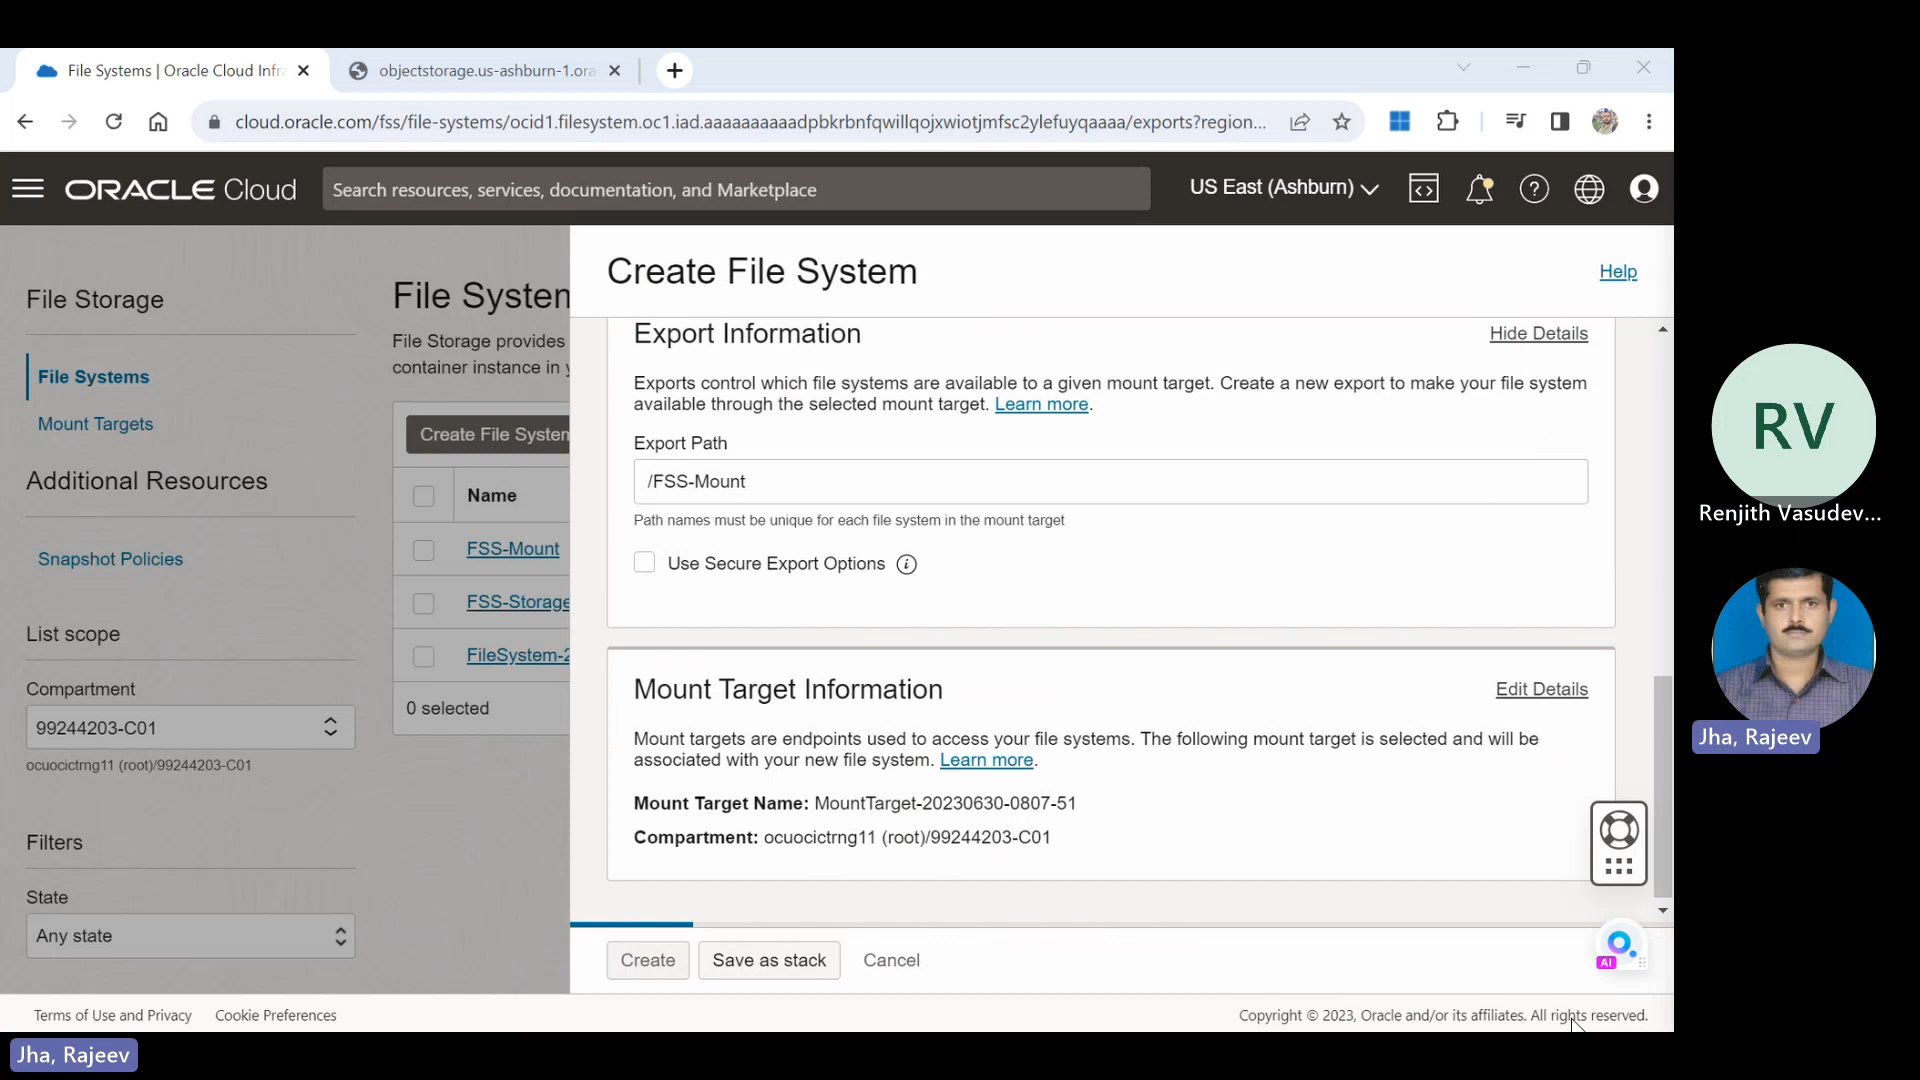 File Systems | Oracle Cloud Infr
objectstorage.us-ashburn-1.ora
cloud.oracle.com/fss/file-systems/ocid1.filesystem.oc1.iad.aaaaaaaaaadpbkrbnfqwillqojxwiotjmfsc2ylefuyqaaaa/exports?region...
ORACLE Cloud
Search resources, services, documentation, and Marketplace
US East (Ashburn)
File Storage
File Systems
Mount Targets
Additional Resources
Snapshot Policies
List scope
Compartment
99244203-C01
ocuocictrng11 (root)/99244203-C01
Filters
State
Any state
File System
File Storage provides
container instance in y
Create File System
Name
FSS-Mount
FSS-Storage
FileSystem-2
0 selected
Create File System
Help
Export Information
Hide Details
Exports control which file systems are available to a given mount target. Create a new export to make your file system
available through the selected mount target. Learn more.
Export Path
/FSS-Mount
Path names must be unique for each file system in the mount target
Use Secure Export Options
Mount Target Information
Edit Details
Mount targets are endpoints used to access your file systems. The following mount target is selected and will be
associated with your new file system. Learn more.
Mount Target Name: MountTarget-20230630-0807-51
Compartment: ocuocictrng11 (root)/99244203-C01
AI
Create
Save as stack
Cancel
Terms of Use and Privacy
Cookie Preferences
Copyright © 2023, Oracle and/or its affiliates. All rights reserved.
RV
Renjith Vasudev...
Jha, Rajeev
Jha, Rajeev